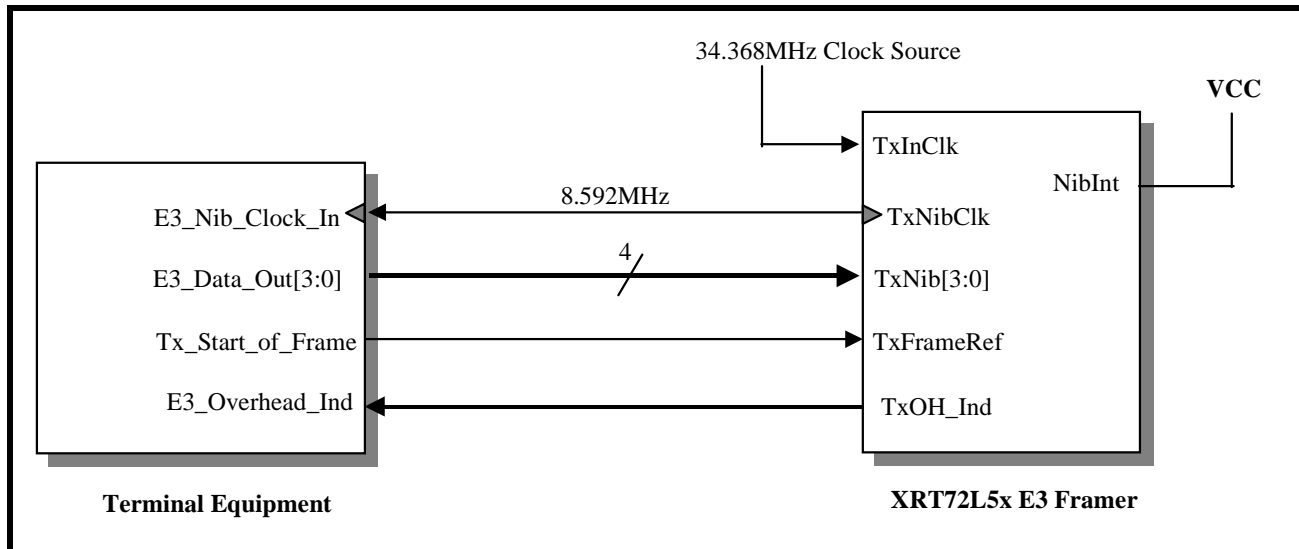 34.368MHz Clock Source
VCC
TxInClk
NibInt
8.592MHz
E3_Nib_Clock_In
TxNibClk
4
E3_Data_Out[3:0]
TxNib[3:0]
Tx_Start_of_Frame
TxFrameRef
E3_Overhead_Ind
TxOH_Ind
Terminal Equipment
XRT72L5x E3 Framer